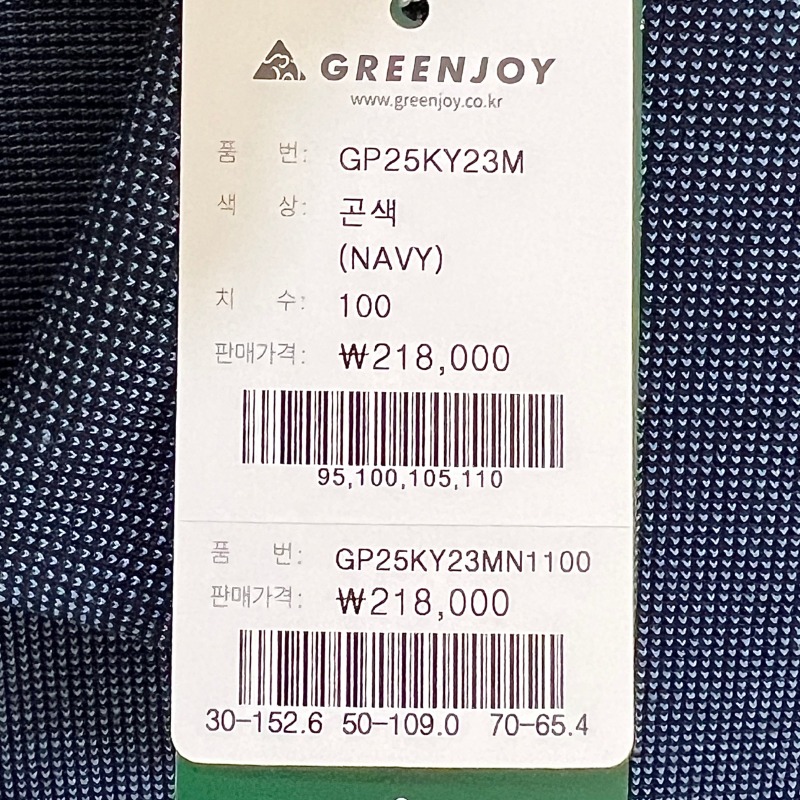 GREENJOY
www.greenjoy.co.kr
품 번: GP25KY23M
색 상: 곤색
(NAVY)
치 수: 100
판매가격: ₩218,000
95,100,105,110
품 번: GP25KY23MN1100
판매가격: ₩218,000
30-152.6 50-109.0 70-65.4